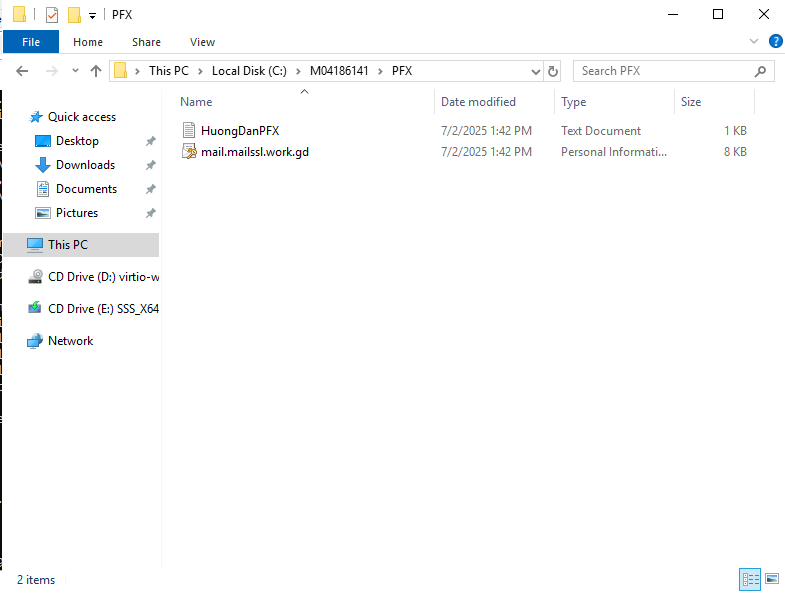 PFX
File Home Share View
This PC Local Disk (C:) M04186141 PFX
Search PFX
Name Date modified Type Size
Quick access
Desktop
Downloads
Documents
Pictures
This PC
CD Drive (D:) virtio-w
CD Drive (E:) SSS_X64
Network
HuongDanPFX 7/2/2025 1:42 PM Text Document 1 KB
mail.mailssl.work.gd 7/2/2025 1:42 PM Personal Informati... 8 KB
2 items